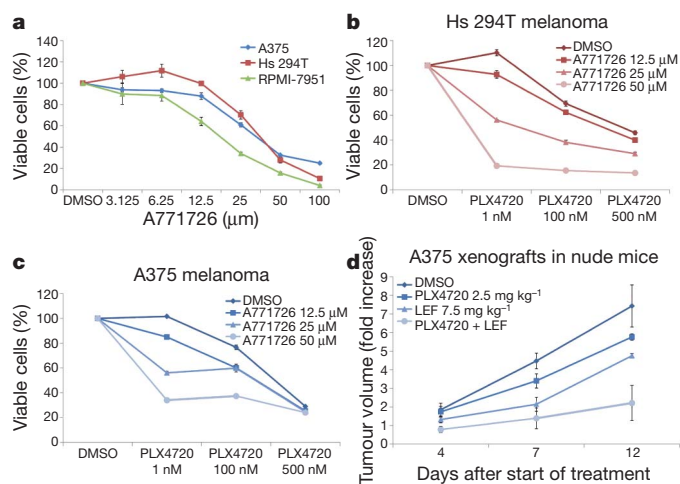 a
Viable cells (%)
140
120
100
80
60
40
20
0
A375
Hs 294T
RPMI-7951
DMSO 3.125 6.25 12.5 25 50 100
A771726 (μm)
b
Hs 294T melanoma
Viable cells (%)
120
100
80
60
40
20
0
DMSO
A771726 12.5 μM
A771726 25 μM
A771726 50 μM
DMSO PLX4720 PLX4720 PLX4720
1 nM 100 nM 500 nM
c
A375 melanoma
Viable cells (%)
120
100
80
60
40
20
0
DMSO
A771726 12.5 μM
A771726 25 μM
A771726 50 μM
DMSO PLX4720 PLX4720 PLX4720
1 nM 100 nM 500 nM
d
A375 xenografts in nude mice
Tumour volume (fold increase)
9
8
7
6
5
4
3
2
1
0
DMSO
PLX4720 2.5 mg kg⁻¹
LEF 7.5 mg kg⁻¹
PLX4720 + LEF
4 7 12
Days after start of treatment